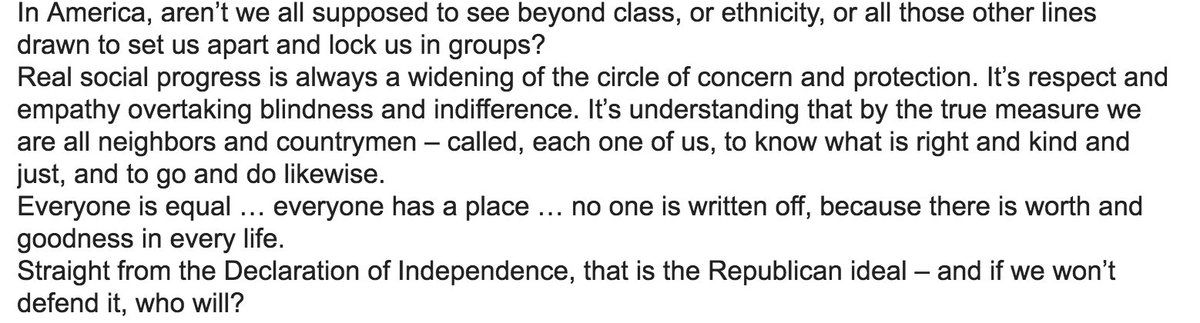 In America, aren’t we all supposed to see beyond class, or ethnicity, or all those other lines
drawn to set us apart and lock us in groups?
Real social progress is always a widening of the circle of concern and protection. It’s respect and
empathy overtaking blindness and indifference. It’s understanding that by the true measure we
are all neighbors and countrymen – called, each one of us, to know what is right and kind and
just, and to go and do likewise.
Everyone is equal … everyone has a place … no one is written off, because there is worth and
goodness in every life.
Straight from the Declaration of Independence, that is the Republican ideal – and if we won’t
defend it, who will?